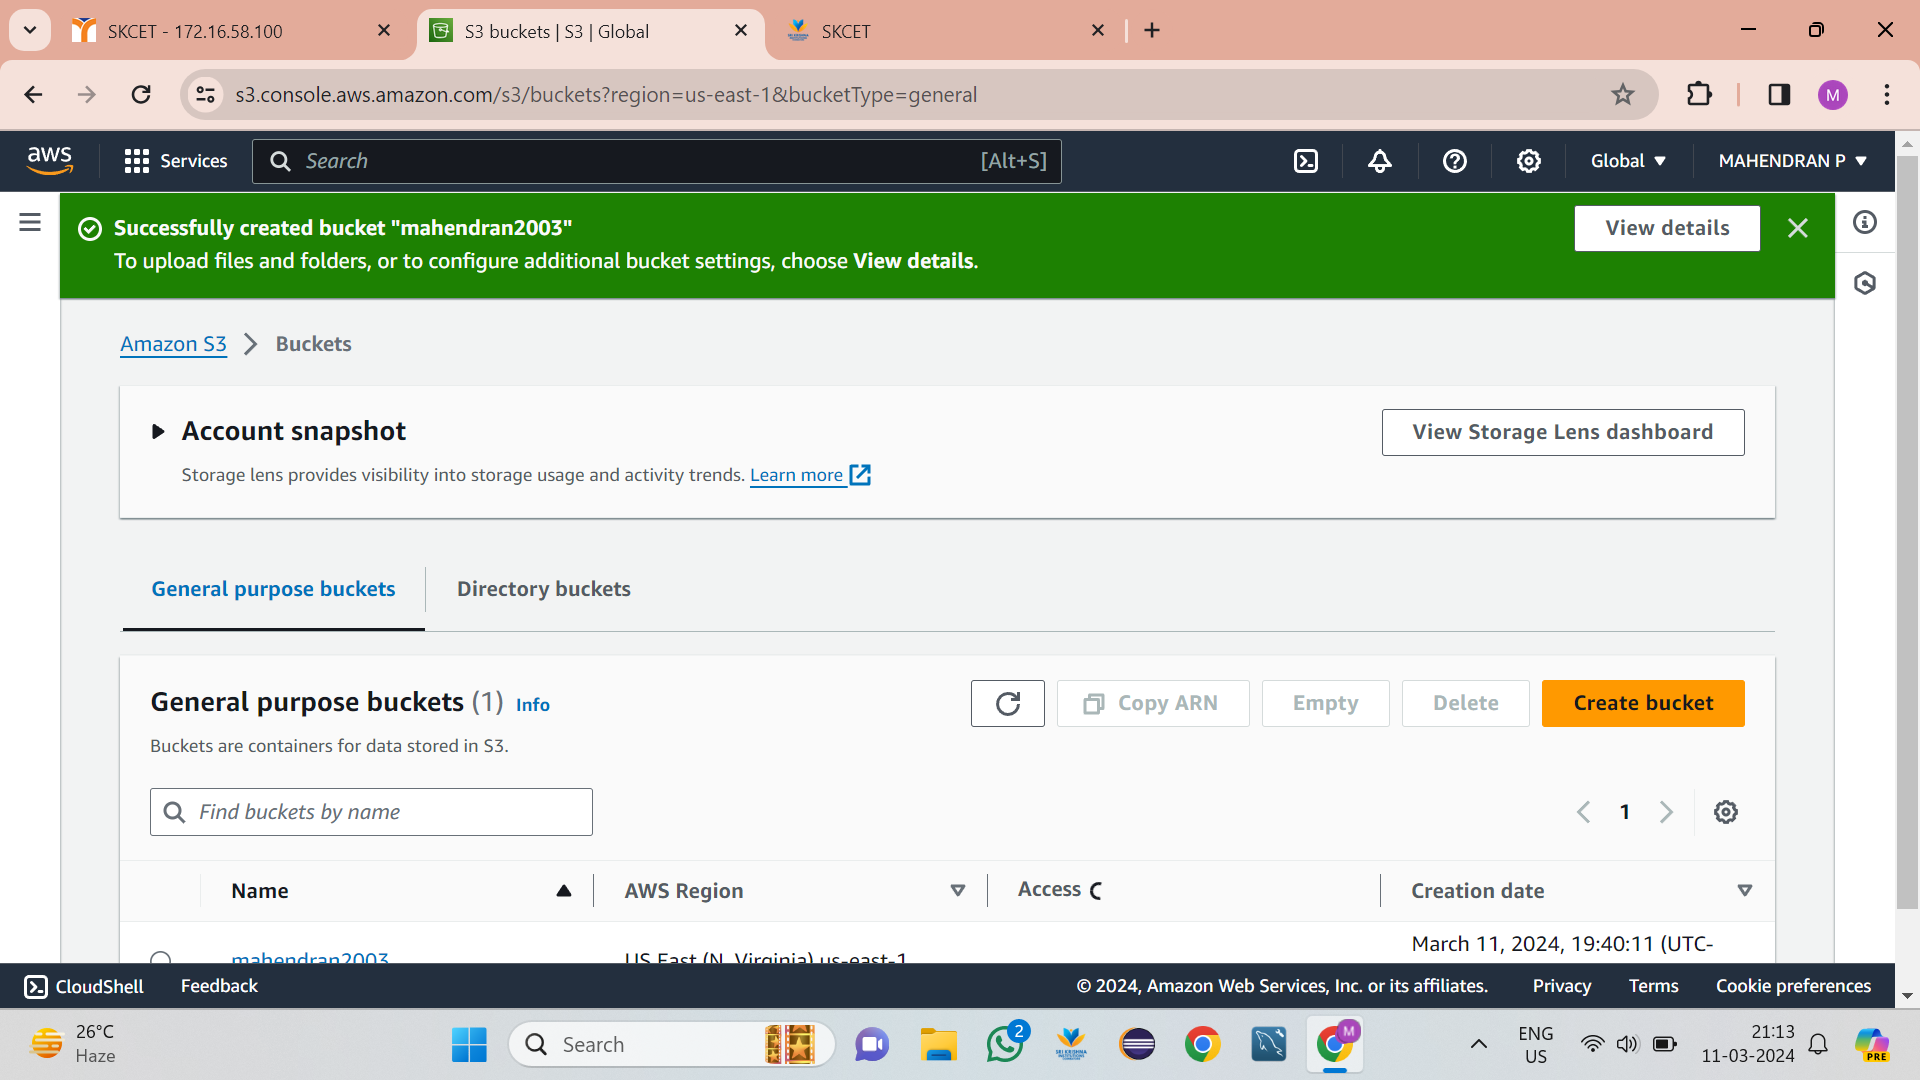 SKCET - 172.16.58.100
S3 buckets | S3 | Global
SKCET
s3.console.aws.amazon.com/s3/buckets?region=us-east-1&bucketType=general
M
aws
Services
Search
[Alt+S]
Global
MAHENDRAN P
Successfully created bucket "mahendran2003"
To upload files and folders, or to configure additional bucket settings, choose View details.
View details
Amazon S3
Buckets
Account snapshot
View Storage Lens dashboard
Storage lens provides visibility into storage usage and activity trends. Learn more
General purpose buckets
Directory buckets
General purpose buckets (1) Info
Copy ARN
Empty
Delete
Create bucket
Buckets are containers for data stored in S3.
Find buckets by name
1
Name
AWS Region
Access
Creation date
March 11, 2024, 19:40:11 (UTC-
mahendran2003
US East (N. Virginia) us-east-1
CloudShell
Feedback
© 2024, Amazon Web Services, Inc. or its affiliates.
Privacy
Terms
Cookie preferences
26°C
Haze
Search
2
M
ENG
US
21:13
11-03-2024
PRE